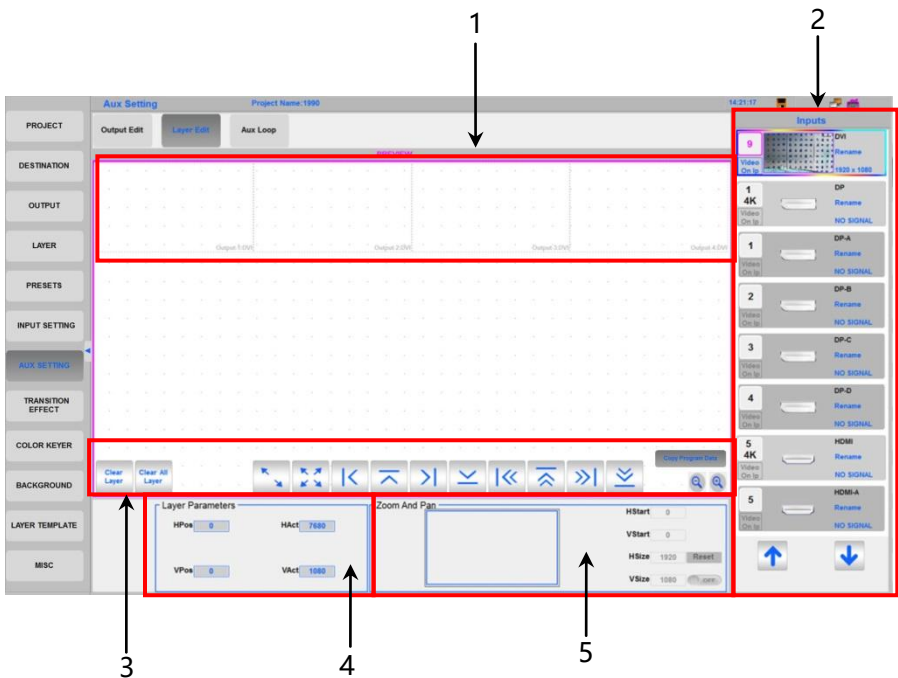 1
2
Aux Setting
Project Name:1990
14:21:17
PROJECT
DESTINATION
OUTPUT
LAYER
PRESETS
INPUT SETTING
AUX SETTING
TRANSITION
EFFECT
COLOR KEYER
BACKGROUND
LAYER TEMPLATE
MISC
Output Edit
Layer Edit
Aux Loop
PREVIEW
Output 1:DVI
Output 2:DVI
Output 3:DVI
Output 4:DVI
Clear
Layer
Clear All
Layer
Copy Program Data
Layer Parameters
HPos 0
HAct 7680
VPos 0
VAct 1080
Zoom And Pan
HStart 0
VStart 0
HSize 1920 Reset
VSize 1080 OFF
Inputs
9
Video
On Ip
DVI
Rename
1920 x 1080
1
4K
Video
On Ip
DP
Rename
NO SIGNAL
1
Video
On Ip
DP-A
Rename
NO SIGNAL
2
Video
On Ip
DP-B
Rename
NO SIGNAL
3
Video
On Ip
DP-C
Rename
NO SIGNAL
4
Video
On Ip
DP-D
Rename
NO SIGNAL
5
4K
Video
On Ip
HDMI
Rename
NO SIGNAL
5
Video
On Ip
HDMI-A
Rename
NO SIGNAL
3
4
5